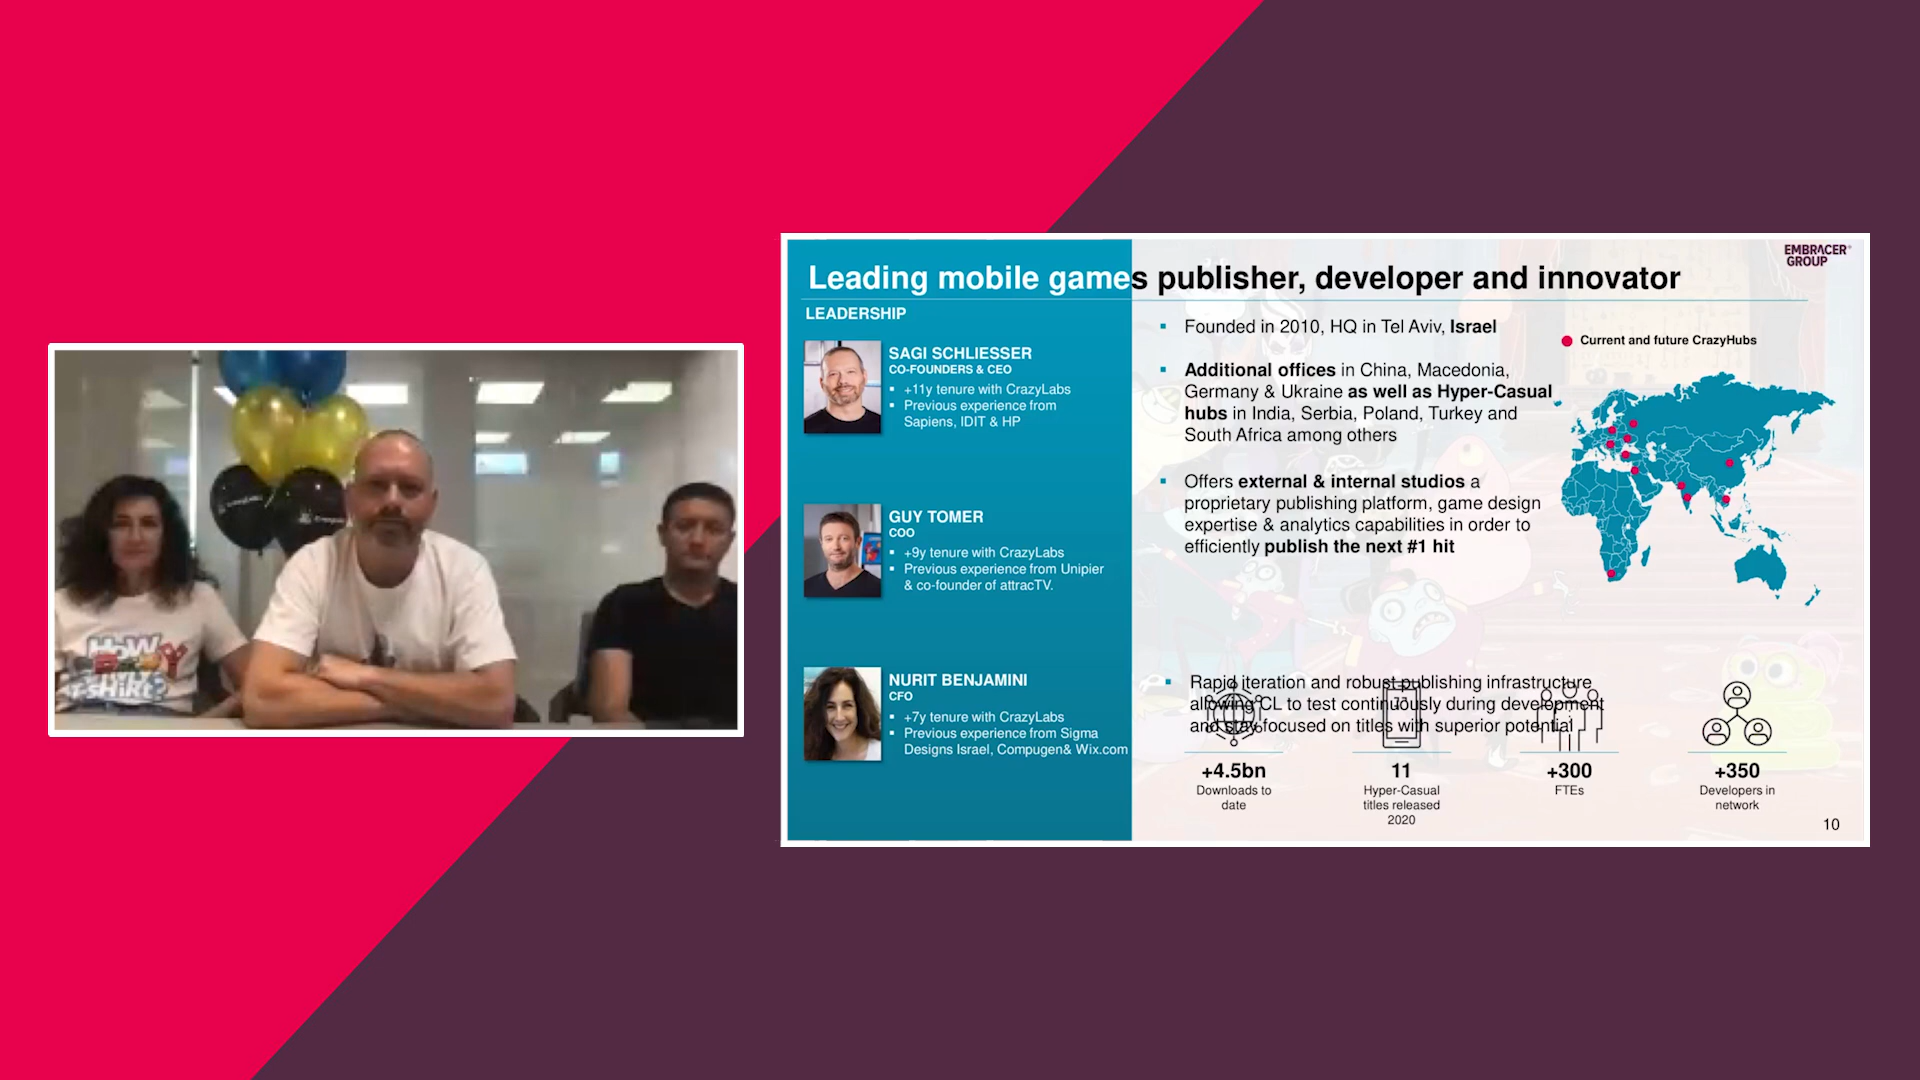 HOW
T-SHiRt?
EMBRACER
GROUP
Leading mobile games publisher, developer and innovator
LEADERSHIP
SAGI SCHLIESSER
CO-FOUNDERS & CEO
▪ +11y tenure with CrazyLabs
▪ Previous experience from
Sapiens, IDIT & HP
GUY TOMER
COO
▪ +9y tenure with CrazyLabs
▪ Previous experience from Unipier
& co-founder of attracTV.
NURIT BENJAMINI
CFO
▪ +7y tenure with CrazyLabs
▪ Previous experience from Sigma
Designs Israel, Compugen& Wix.com
▪ Founded in 2010, HQ in Tel Aviv, Israel
▪ Additional offices in China, Macedonia,
Germany & Ukraine as well as Hyper-Casual
hubs in India, Serbia, Poland, Turkey and
South Africa among others
▪ Offers external & internal studios a
proprietary publishing platform, game design
expertise & analytics capabilities in order to
efficiently publish the next #1 hit
Current and future CrazyHubs
▪ Rapid iteration and robust publishing infrastructure
allowing CL to test continuously during development
and stay focused on titles with superior potential
+4.5bn
Downloads to
date
11
Hyper-Casual
titles released
2020
+300
FTEs
+350
Developers in
network
10